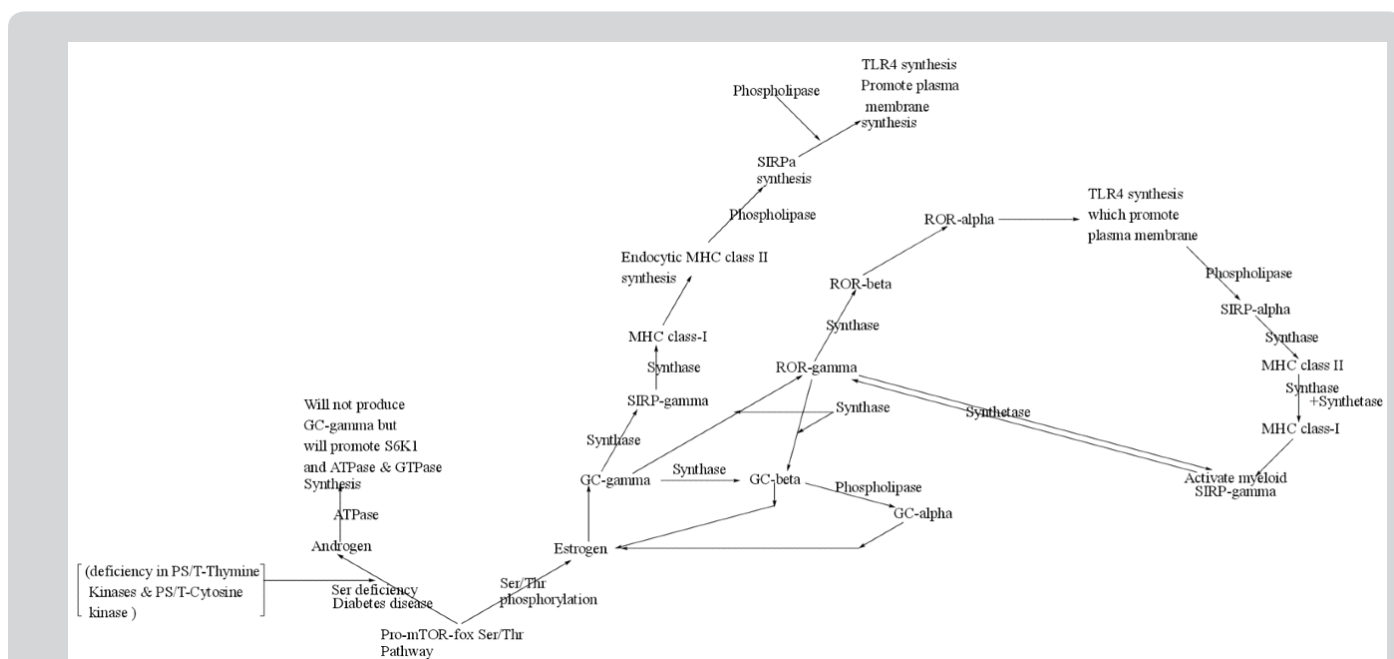 TLR4 synthesis
Promote plasma
membrane
synthesis
Phospholipase
SIRPa
synthesis
Phospholipase
Endocytic MHC class II
synthesis
MHC class-I
Synthase
SIRP-gamma
Synthase
GC-gamma
Synthase
GC-beta
Phospholipase
GC-alpha
Estrogen
Ser/Thr
phosphorylation
Pro-mTOR-fox Ser/Thr
Pathway
Ser deficiency
Diabetes disease
(deficiency in PS/T-Thymine
Kinases & PS/T-Cytosine
kinase )
Androgen
ATPase
Will not produce
GC-gamma but
will promote S6K1
and ATPase & GTPase
Synthesis
ROR-gamma
Synthase
Synthase
ROR-beta
ROR-alpha
TLR4 synthesis
which promote
plasma membrane
Phospholipase
SIRP-alpha
Synthase
MHC class II
Synthase
+Synthetase
MHC class-I
Activate myeloid
SIRP-gamma
Synthetase